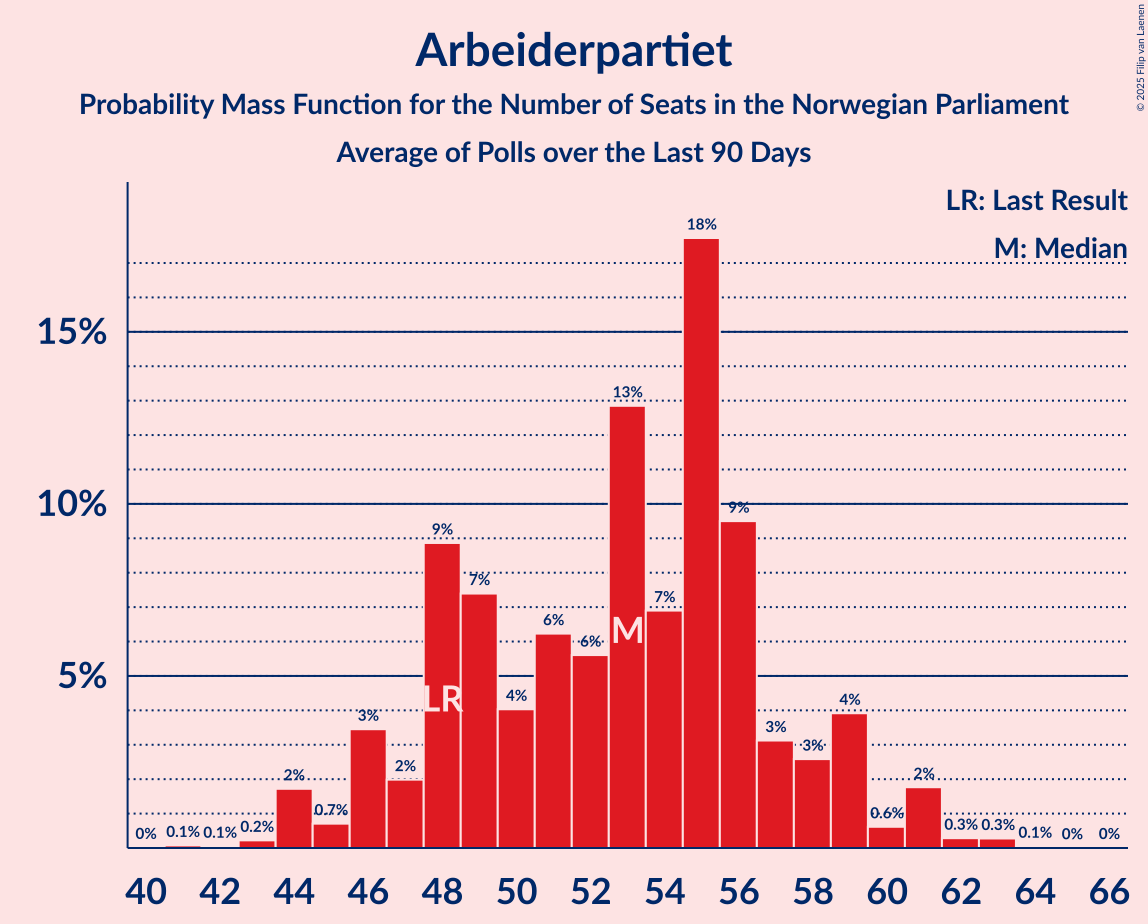 Arbeiderpartiet
Probability Mass Function for the Number of Seats in the Norwegian Parliament
Average of Polls over the Last 90 Days
© 2025 Filip van Laenen
LR: Last Result
M: Median
15%
10%
5%
0% 0.1% 0.1% 0.2% 2% 0.7% 3% 2% 9% 7% 4% 6% 6% 13% 7% 18% 9% 3% 3% 4% 0.6% 2% 0.3% 0.3% 0.1% 0% 0%
LR
M
40 42 44 46 48 50 52 54 56 58 60 62 64 66